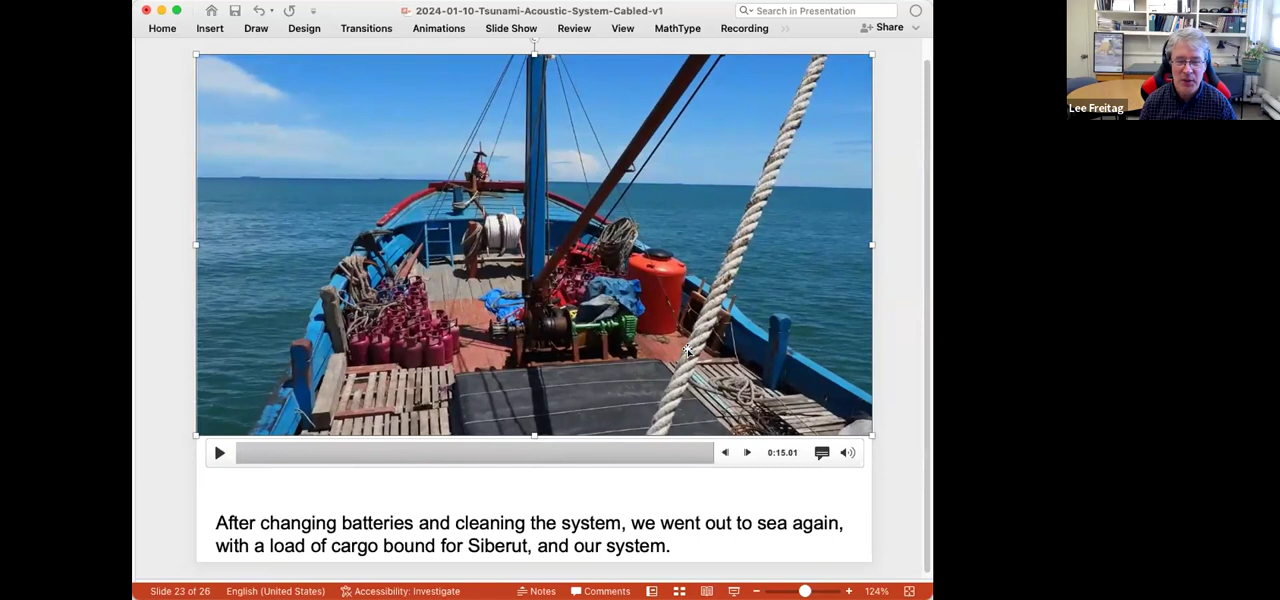 2024-01-10-Tsunami-Acoustic-System-Cabled-v1
Search in Presentation
Home Insert Draw Design Transitions Animations Slide Show Review View MathType Recording Share
Lee Freitag
0:15.01
After changing batteries and cleaning the system, we went out to sea again,
with a load of cargo bound for Siberut, and our system.
Slide 23 of 26 English (United States) Accessibility: Investigate Notes Comments 124%